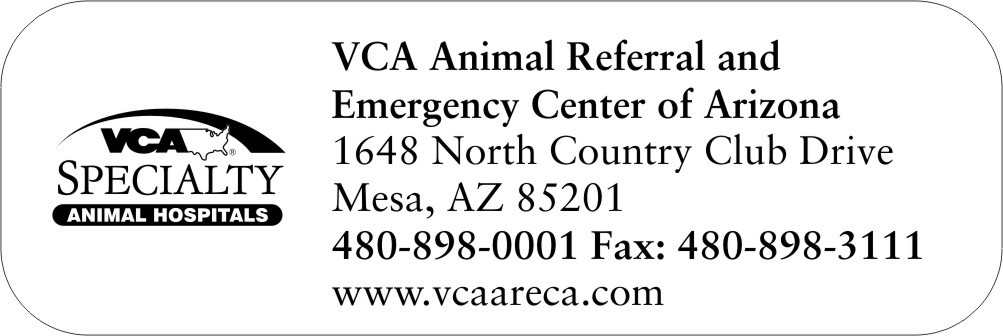 VCA®
SPECIALTY
ANIMAL HOSPITALS
VCA Animal Referral and
Emergency Center of Arizona
1648 North Country Club Drive
Mesa, AZ 85201
480-898-0001 Fax: 480-898-3111
www.vcaareca.com